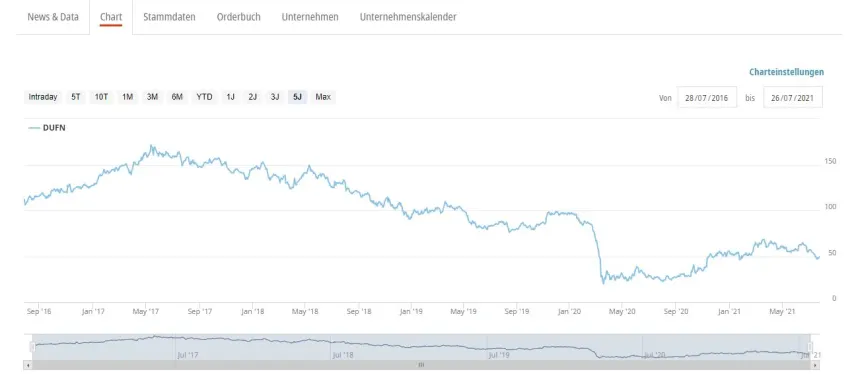 News & Data Chart Stammdaten Orderbuch Unternehmen Unternehmenskalender
Charteinstellungen
Intraday 5T 10T 1M 3M 6M YTD 1J 2J 3J 5J Max Von 28/07/2016 bis 26/07/2021
DUFN
150
100
50
0
Sep '16 Jan '17 May '17 Sep '17 Jan '18 May '18 Sep '18 Jan '19 May '19 Sep '19 Jan '20 May '20 Sep '20 Jan '21 May '21
Jul '17 Jul '18 Jul '19 Jul '20 Jul '21